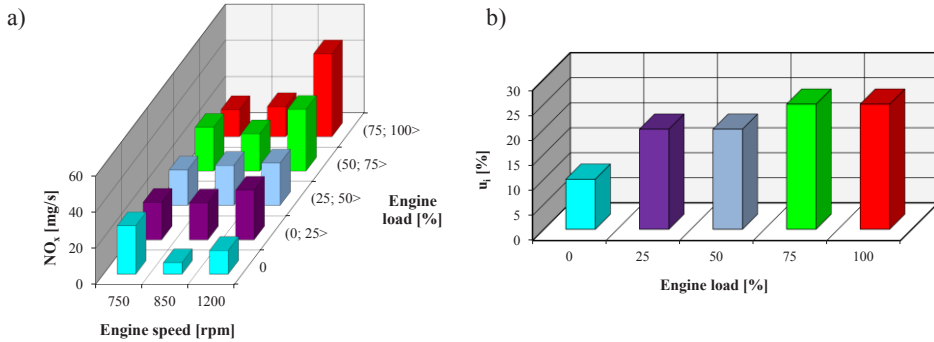 a)
60
40
20
0
NOx [mg/s]
750 850 1200
Engine speed [rpm]
0
(0; 25>
(25; 50>
(50; 75>
(75; 100>
Engine
load [%]
b)
30
25
20
15
10
5
0
ui [%]
0 25 50 75 100
Engine load [%]